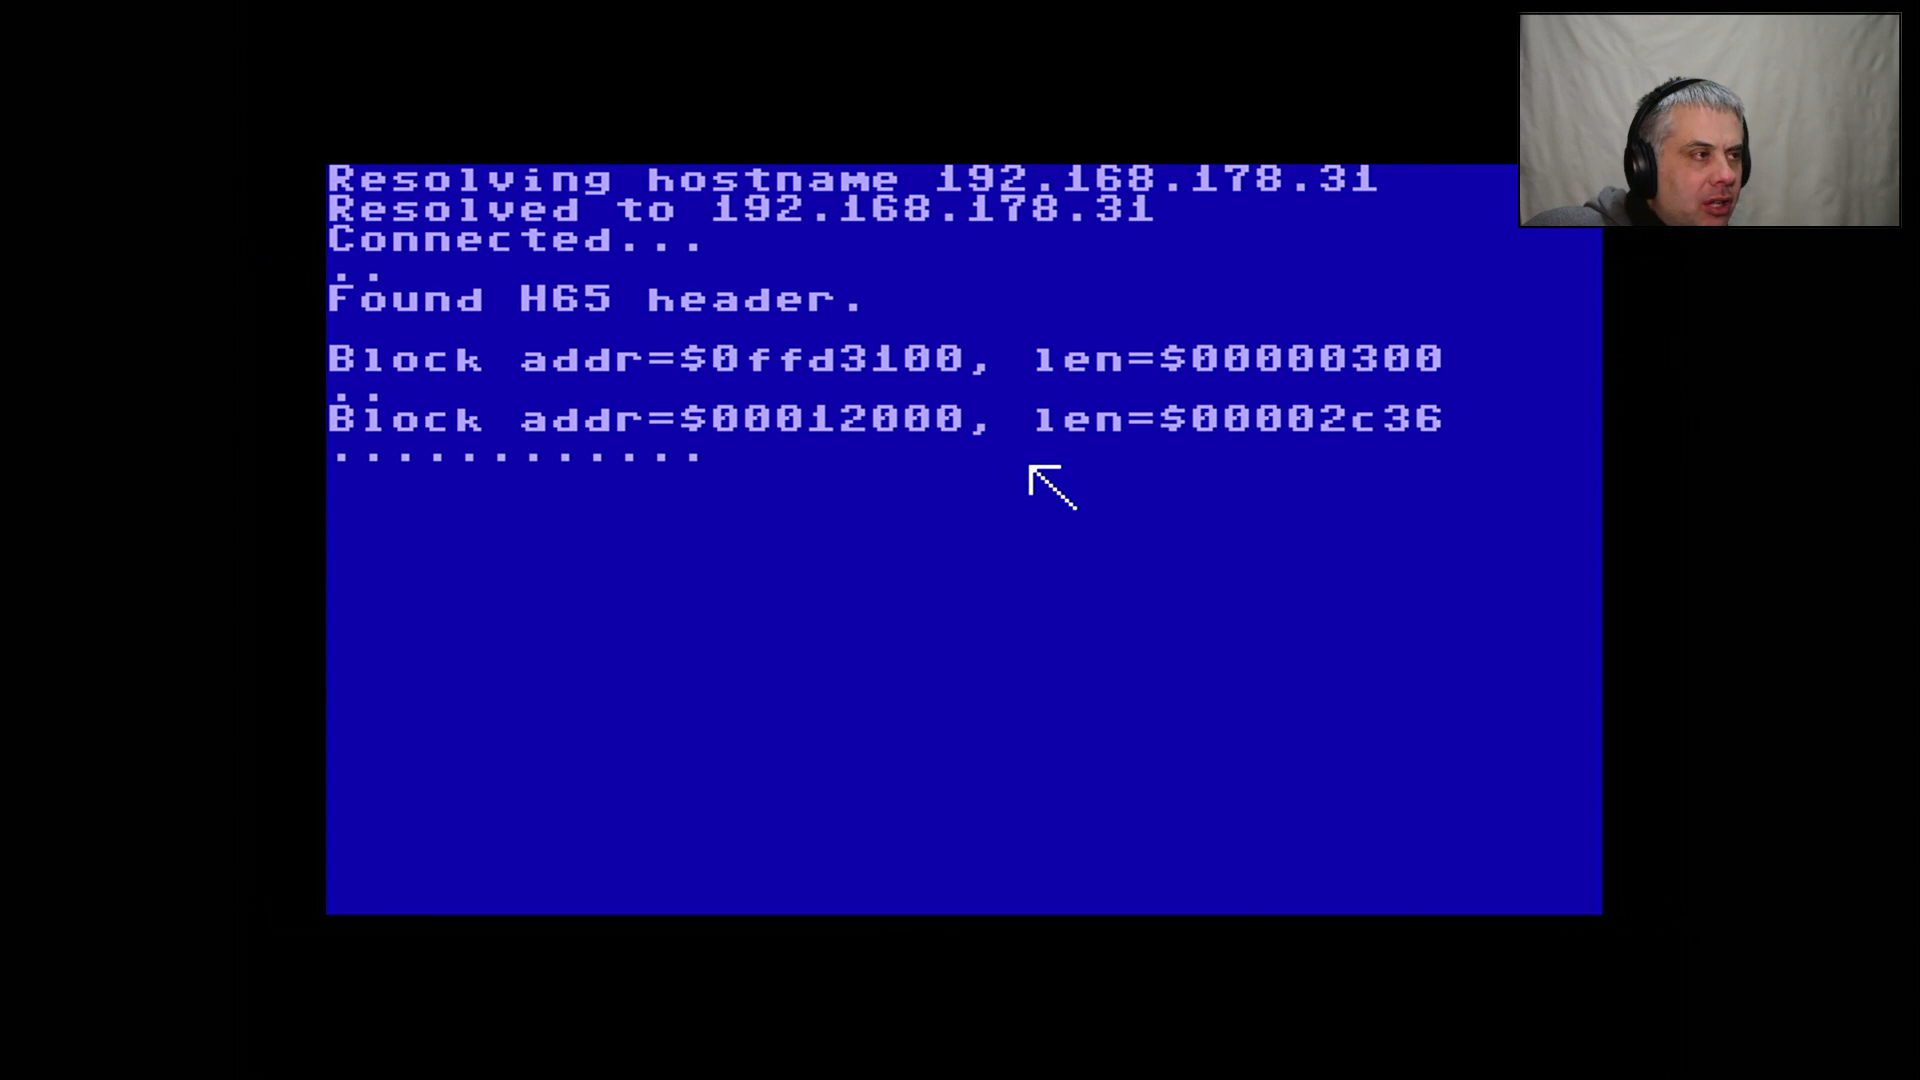 Resolving hostname 192.168.178.31
Resolved to 192.168.178.31
Connected...
..
Found H65 header.
Block addr=$0ffd3100, len=$00000300
..
Block addr=$00012000, len=$00002c36
............